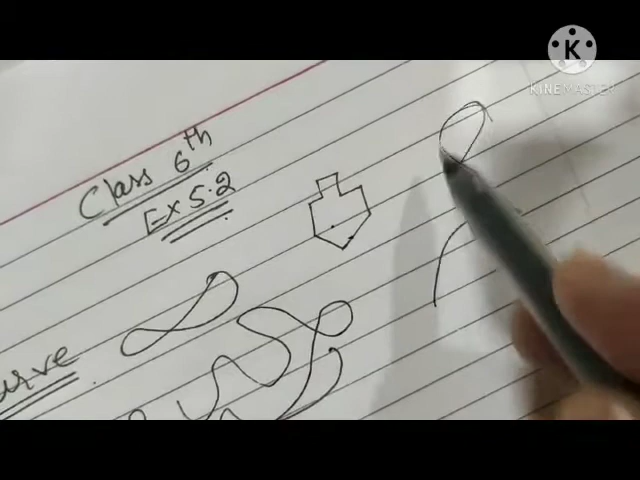 Class 6th
Ex 5.2
urve
K
KINEMASTER